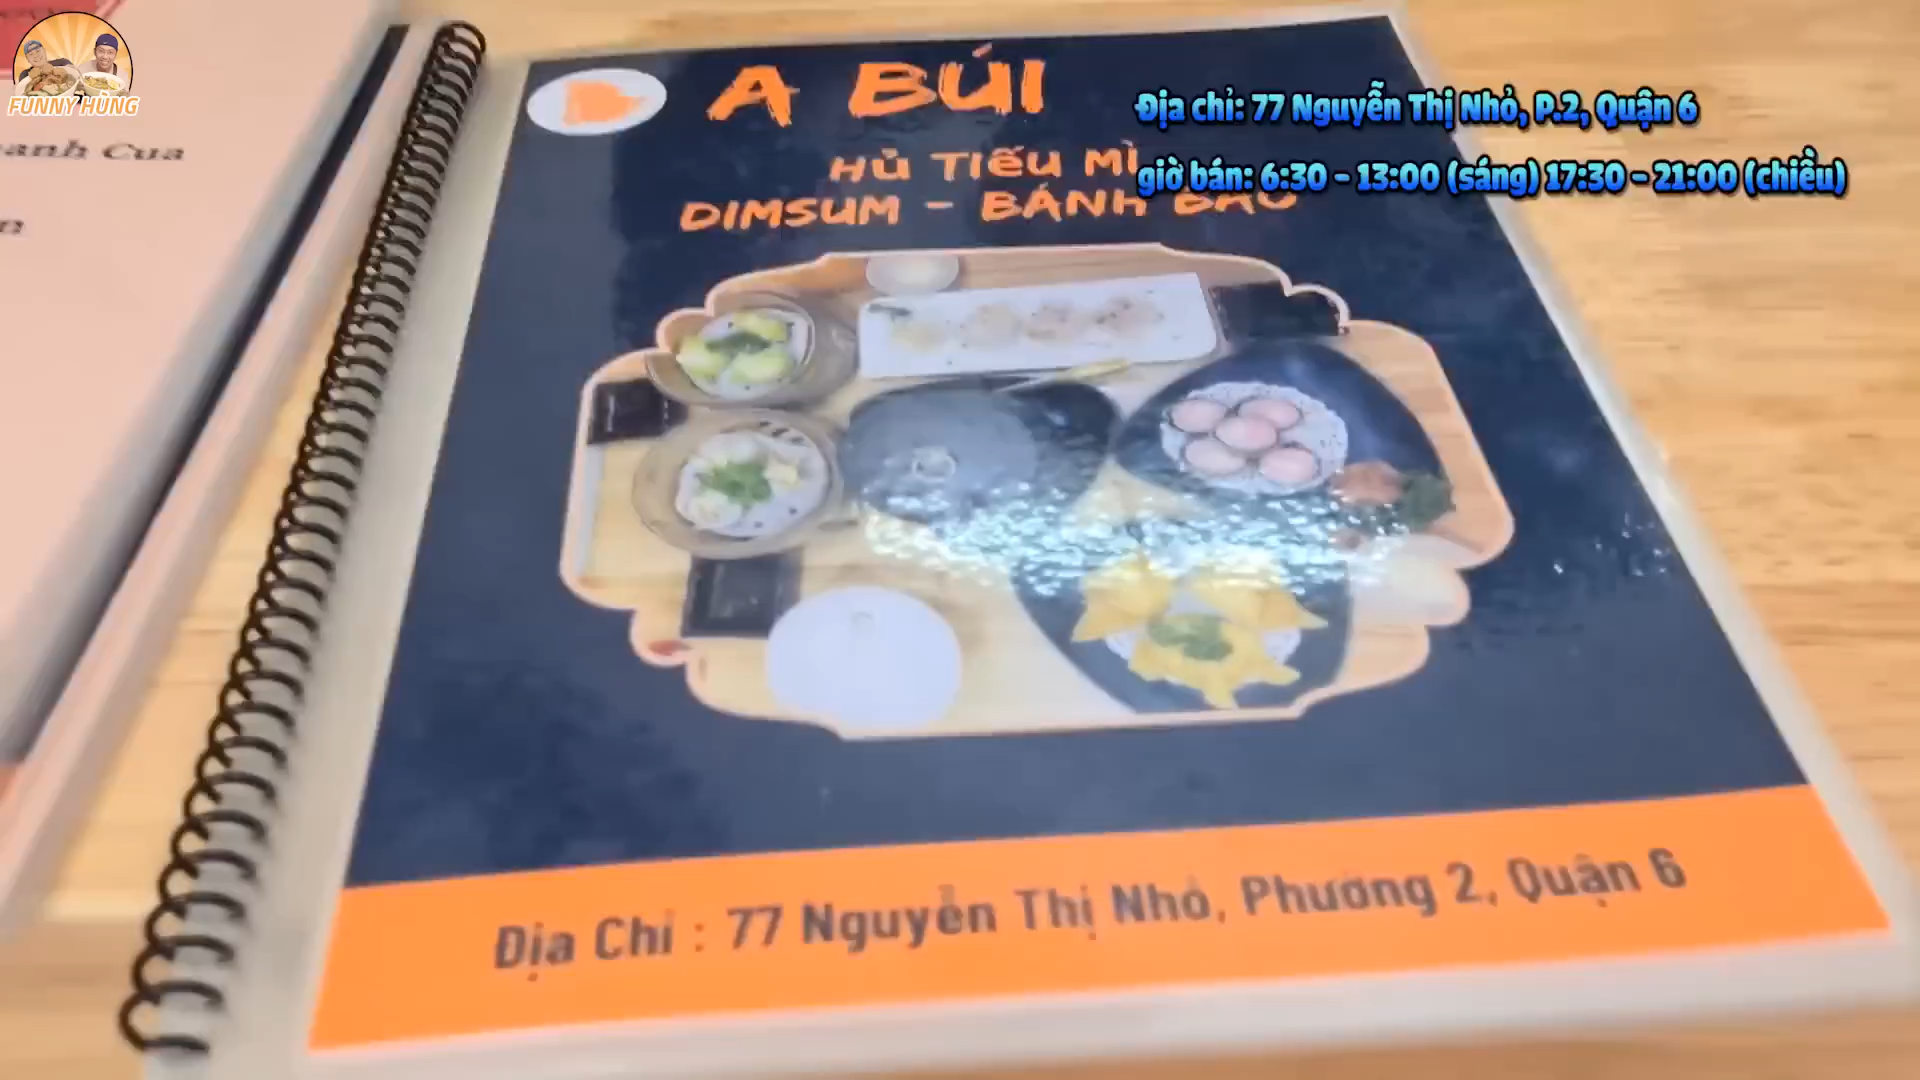 FUNNY HÙNG
anh Cua
A BÚI
Địa chỉ: 77 Nguyễn Thị Nhỏ, P.2, Quận 6
HỦ TIẾU MÌ
giờ bán: 6:30 - 13:00 (sáng) 17:30 - 21:00 (chiều)
DIMSUM - BÁNH BAO
Địa Chỉ : 77 Nguyễn Thị Nhỏ, Phường 2, Quận 6